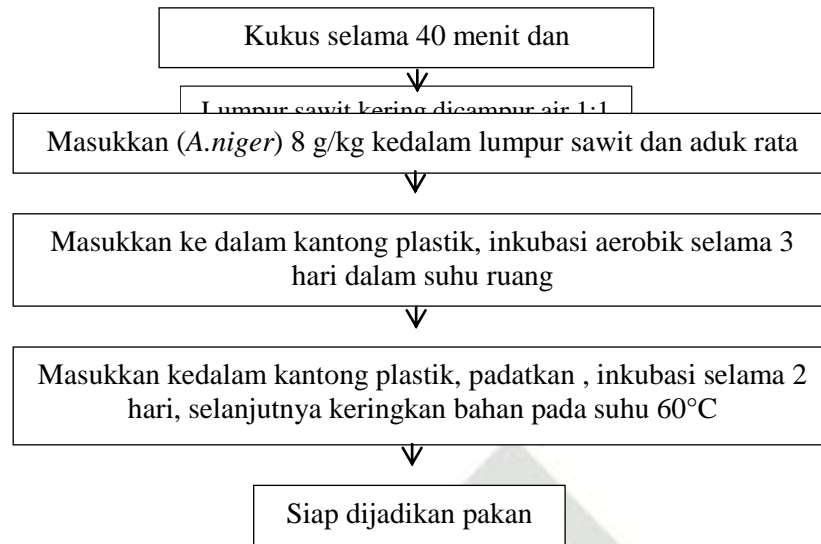 Kukus selama 40 menit dan
Lumpur sawit kering dicampur air 1:1
Masukkan (A.niger) 8 g/kg kedalam lumpur sawit dan aduk rata
Masukkan ke dalam kantong plastik, inkubasi aerobik selama 3
hari dalam suhu ruang
Masukkan kedalam kantong plastik, padatkan , inkubasi selama 2
hari, selanjutnya keringkan bahan pada suhu 60°C
Siap dijadikan pakan